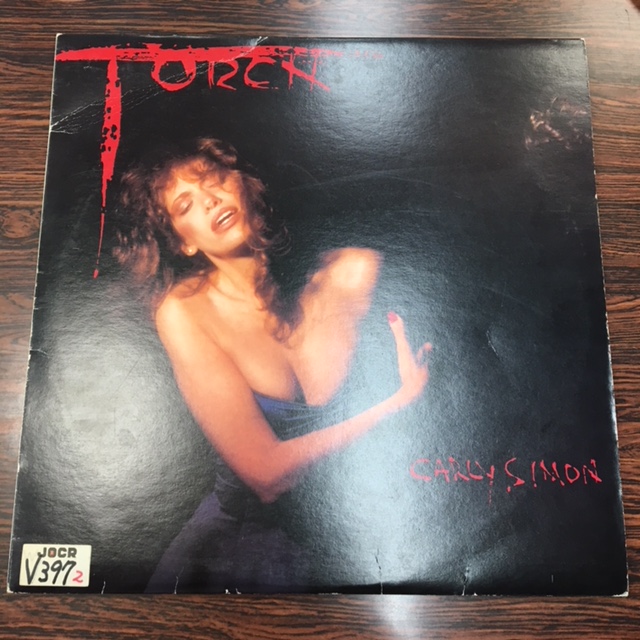 TORCH
CARLY SIMON
JOCR
V397 2